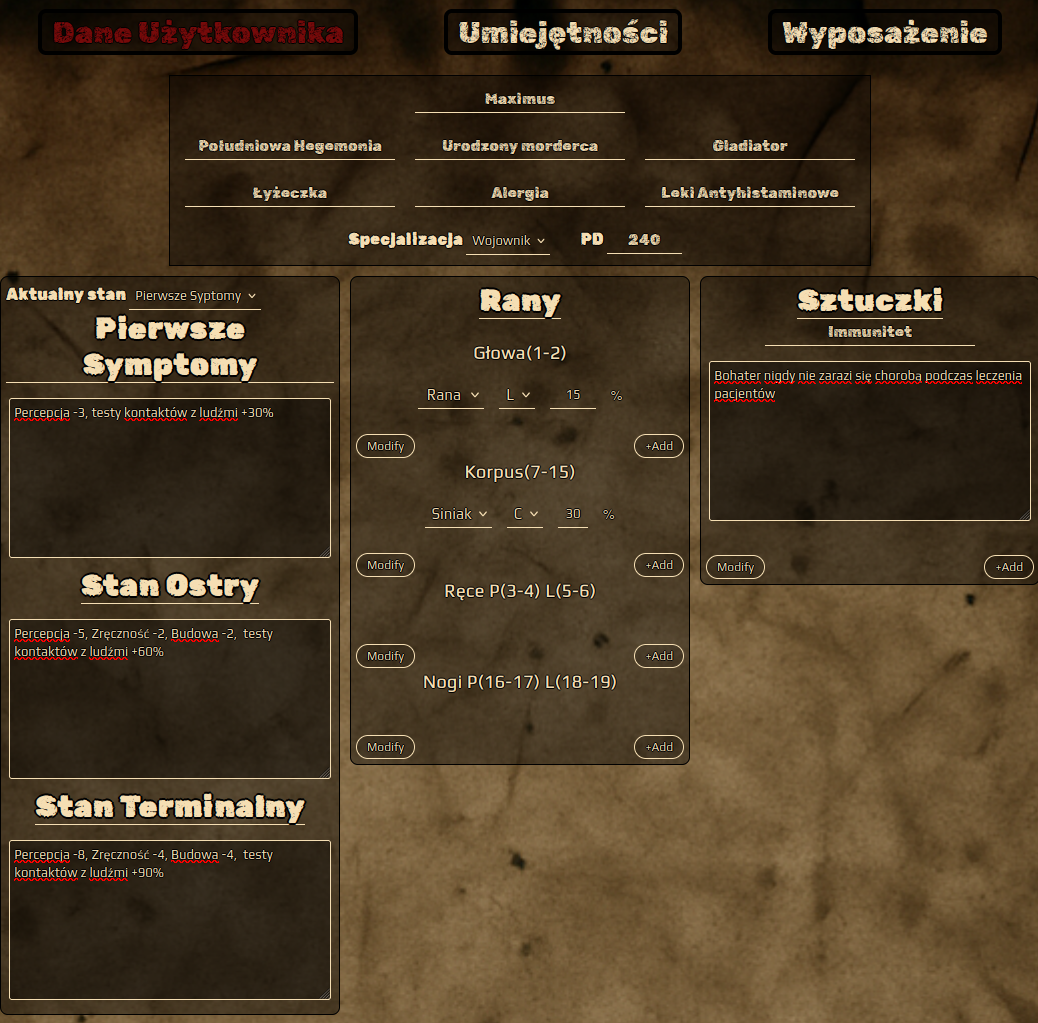 Dane Użytkownika
Umiejętności
Wyposażenie
Maximus
Południowa Hegemonia
Urodzony morderca
Gladiator
Łyżeczka
Alergia
Leki Antyhistaminowe
Specjalizacja Wojownik
PD 240
Aktualny stan Pierwsze Syptomy
Pierwsze
Symptomy
Percepcja -3, testy kontaktów z ludźmi +30%
Stan Ostry
Percepcja -5, Zręczność -2, Budowa -2, testy
kontaktów z ludźmi +60%
Stan Terminalny
Percepcja -8, Zręczność -4, Budowa -4, testy
kontaktów z ludźmi +90%
Rany
Głowa(1-2)
Rana L 15 %
Modify +Add
Korpus(7-15)
Siniak C 30 %
Modify +Add
Ręce P(3-4) L(5-6)
Modify +Add
Nogi P(16-17) L(18-19)
Modify +Add
Sztuczki
Immunitet
Bohater nigdy nie zarazi się chorobą podczas leczenia
pacjentów
Modify +Add